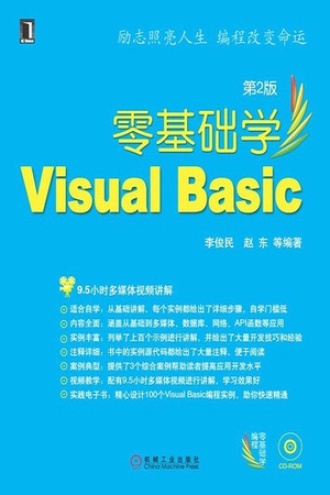 励志照亮人生 编程改变命运
第2版
零基础学
Visual Basic
李俊民 赵东 等编著
9.5小时多媒体视频讲解
适合自学：从基础讲解、每个实例都给出了详细步骤，自学门槛低
内容全面：涵盖从基础到多媒体、数据库、网络、API函数等应用
实例丰富：列举了上百个示例进行讲解，并给出了大量开发技巧和经验
注释详细：书中的实例源代码都给出了大量注释，便于阅读
案例典型：提供了3个综合案例帮助读者提高应用开发水平
视频教学：配有9.5小时多媒体视频进行讲解，学习效果好
实践电子书：精心设计100个Visual Basic编程实例，助你快速精通
零基础学
编程
CD-ROM
机械工业出版社
China Machine Press